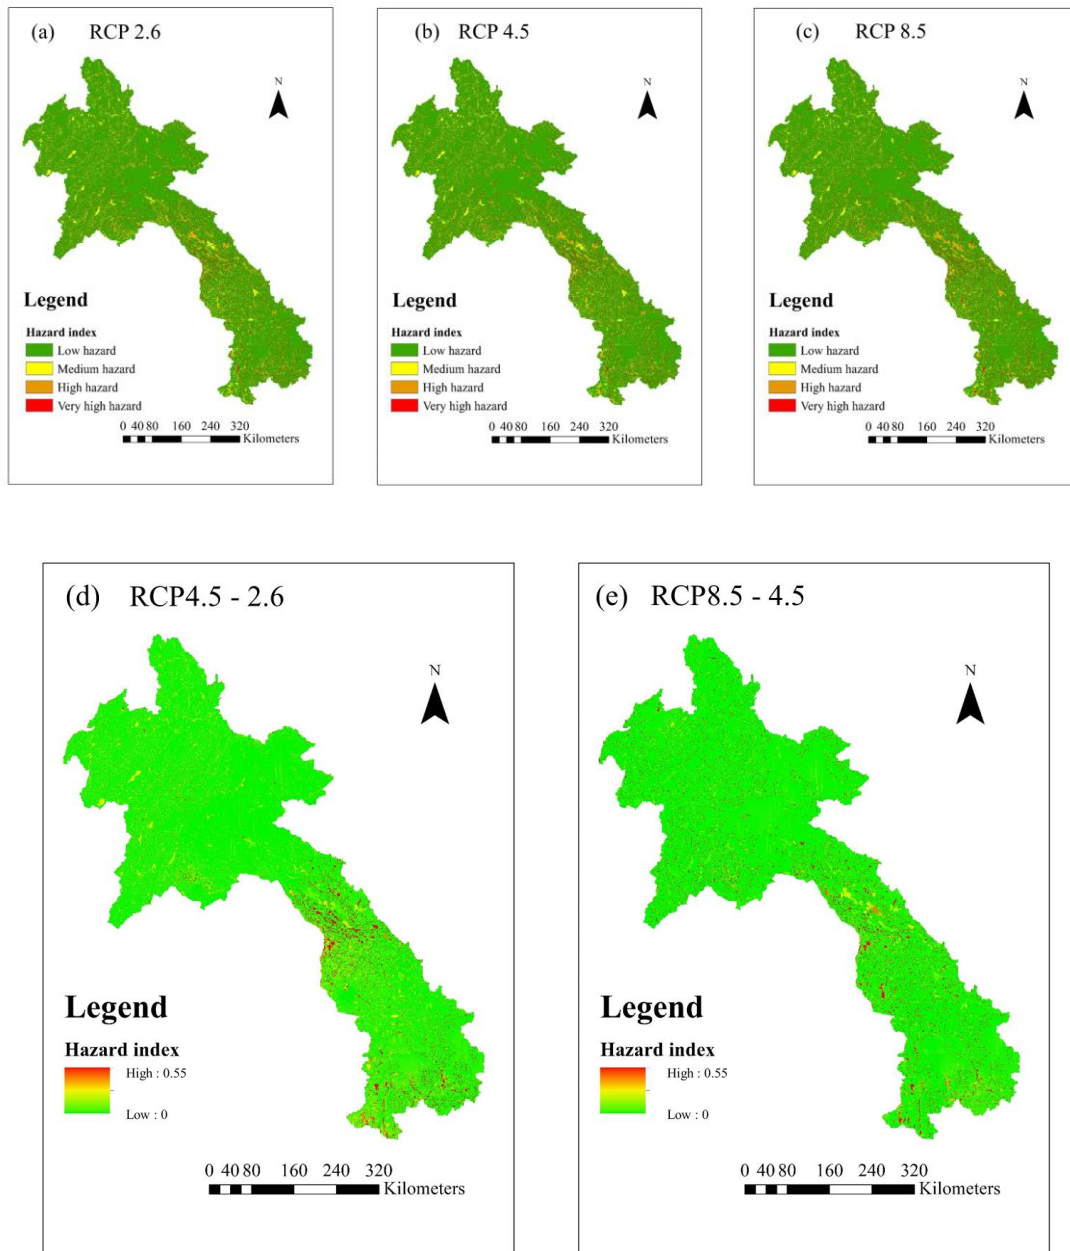 (a) RCP 2.6
N
Legend
Hazard index
Low hazard
Medium hazard
High hazard
Very high hazard
0 40 80 160 240 320
Kilometers
(b) RCP 4.5
N
Legend
Hazard index
Low hazard
Medium hazard
High hazard
Very high hazard
0 40 80 160 240 320
Kilometers
(c) RCP 8.5
N
Legend
Hazard index
Low hazard
Medium hazard
High hazard
Very high hazard
0 40 80 160 240 320
Kilometers
(d) RCP4.5 - 2.6
N
Legend
Hazard index
High : 0.55
Low : 0
0 40 80 160 240 320
Kilometers
(e) RCP8.5 - 4.5
N
Legend
Hazard index
High : 0.55
Low : 0
0 40 80 160 240 320
Kilometers